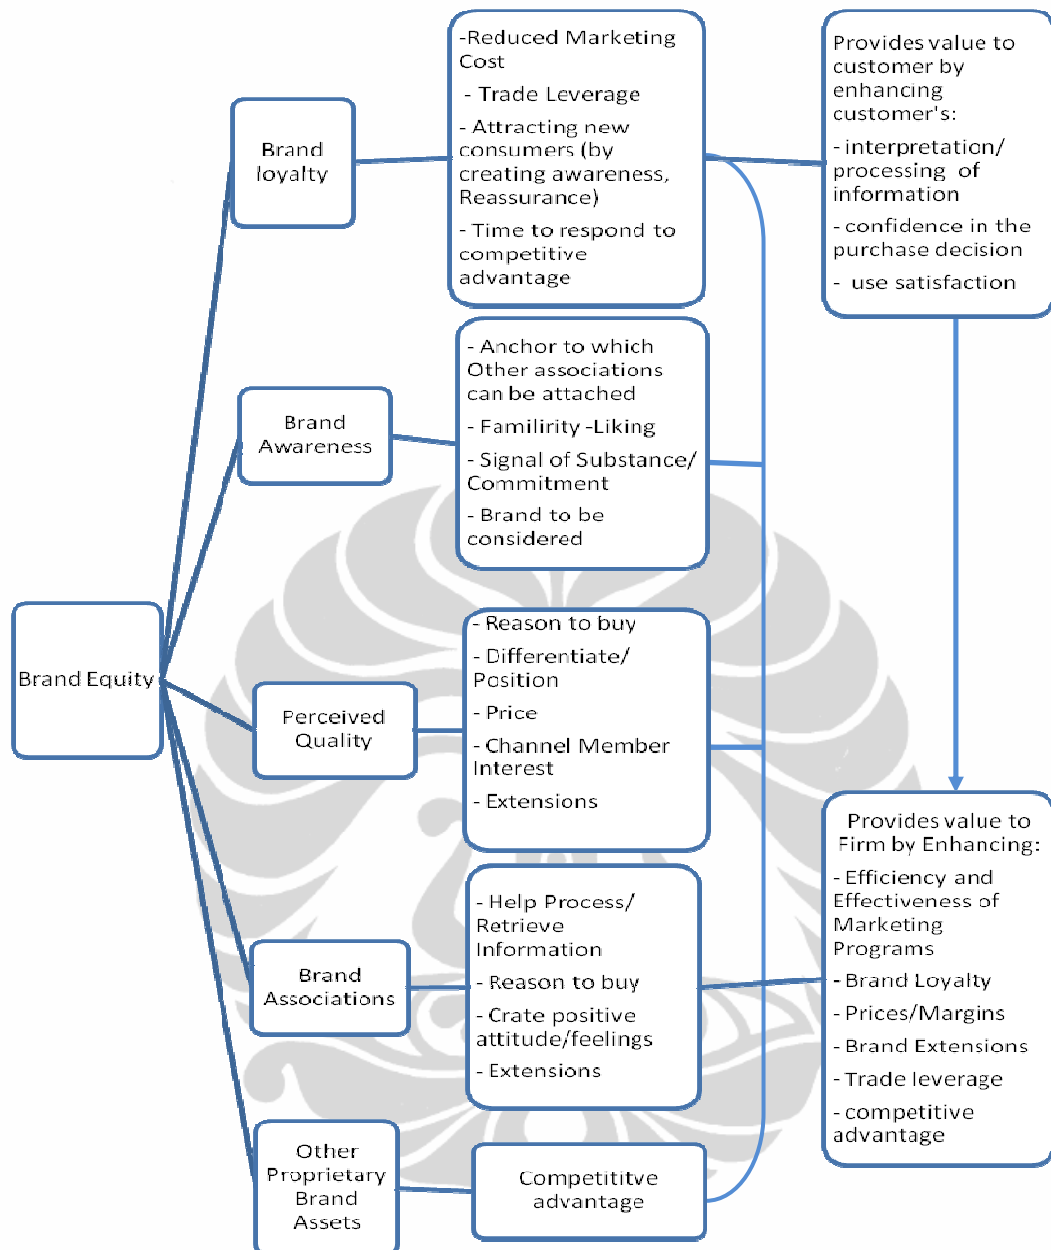 Brand Equity
Brand
loyalty
-Reduced Marketing
Cost
- Trade Leverage
- Attracting new
consumers (by
creating awareness,
Reassurance)
- Time to respond to
competitive
advantage
Provides value to
customer by
enhancing
customer's:
- interpretation/
processing of
information
- confidence in the
purchase decision
- use satisfaction
Brand
Awareness
- Anchor to which
Other associations
can be attached
- Familirity -Liking
- Signal of Substance/
Commitment
- Brand to be
considered
Perceived
Quality
- Reason to buy
- Differentiate/
Position
- Price
- Channel Member
Interest
- Extensions
Brand
Associations
- Help Process/
Retrieve
Information
- Reason to buy
- Crate positive
attitude/feelings
- Extensions
Provides value to
Firm by Enhancing:
- Efficiency and
Effectiveness of
Marketing
Programs
- Brand Loyalty
- Prices/Margins
- Brand Extensions
- Trade leverage
- competitive
advantage
Other
Proprietary
Brand
Assets
Competititve
advantage